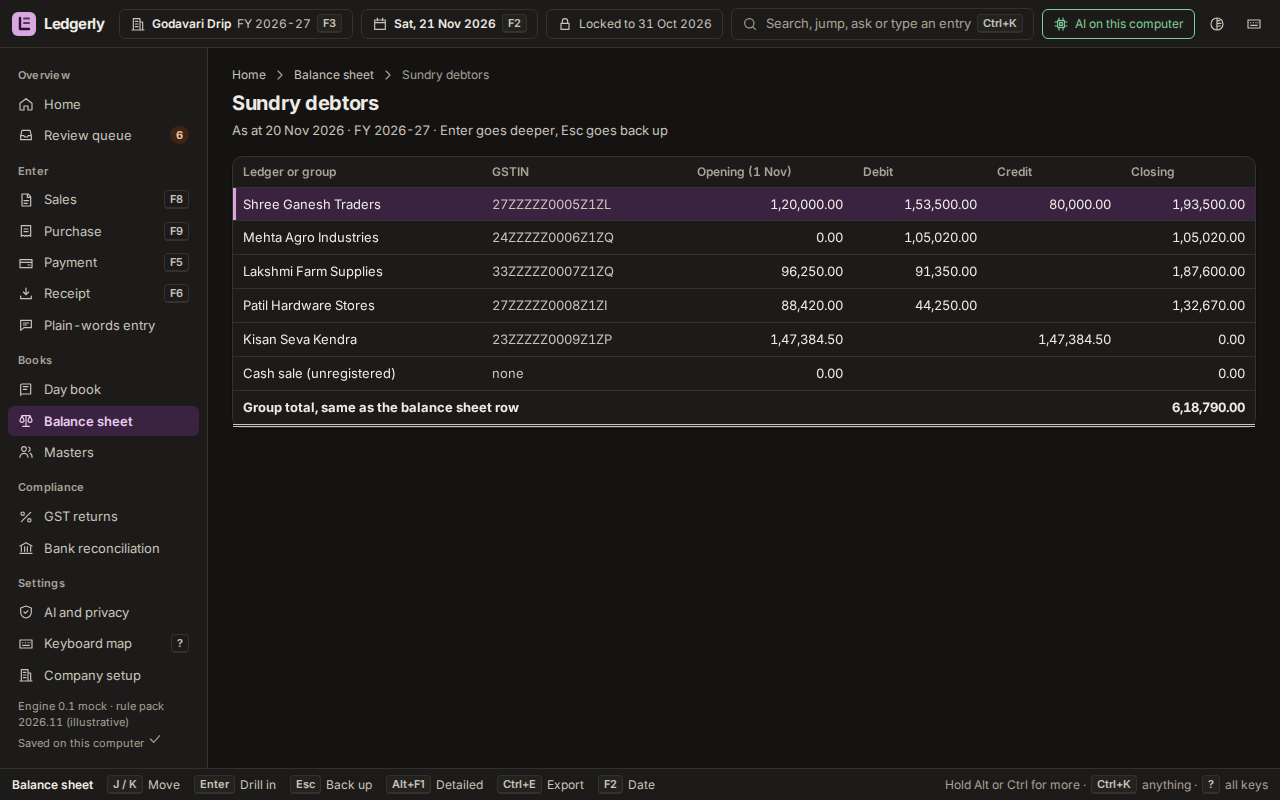 Ledgerly
Godavari Drip FY 2026-27 F3
Sat, 21 Nov 2026 F2
Locked to 31 Oct 2026
Search, jump, ask or type an entry Ctrl+K
AI on this computer
Overview
Home
Review queue 6
Enter
Sales F8
Purchase F9
Payment F5
Receipt F6
Plain-words entry
Books
Day book
Balance sheet
Masters
Compliance
GST returns
Bank reconciliation
Settings
AI and privacy
Keyboard map ?
Company setup
Engine 0.1 mock · rule pack
2026.11 (illustrative)
Saved on this computer
Home > Balance sheet > Sundry debtors
Sundry debtors
As at 20 Nov 2026 · FY 2026-27 · Enter goes deeper, Esc goes back up
Ledger or group GSTIN Opening (1 Nov) Debit Credit Closing
Shree Ganesh Traders 27ZZZZZ0005Z1ZL 1,20,000.00 1,53,500.00 80,000.00 1,93,500.00
Mehta Agro Industries 24ZZZZZ0006Z1ZQ 0.00 1,05,020.00 1,05,020.00
Lakshmi Farm Supplies 33ZZZZZ0007Z1ZQ 96,250.00 91,350.00 1,87,600.00
Patil Hardware Stores 27ZZZZZ0008Z1ZI 88,420.00 44,250.00 1,32,670.00
Kisan Seva Kendra 23ZZZZZ0009Z1ZP 1,47,384.50 1,47,384.50 0.00
Cash sale (unregistered) none 0.00 0.00
Group total, same as the balance sheet row 6,18,790.00
Balance sheet J / K Move Enter Drill in Esc Back up Alt+F1 Detailed Ctrl+E Export F2 Date
Hold Alt or Ctrl for more · Ctrl+K anything · ? all keys